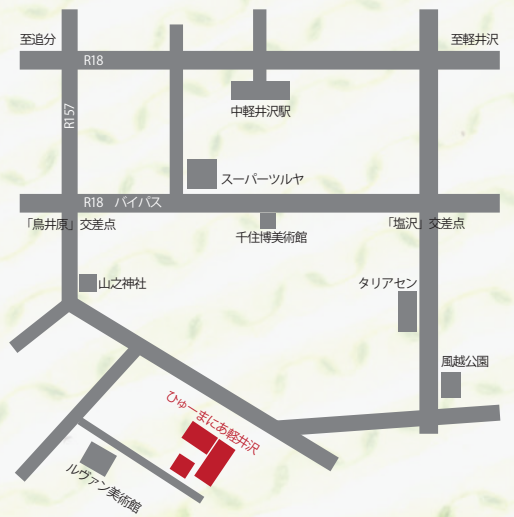 至追分
至軽井沢
R18
R157
中軽井沢駅
スーパーツルヤ
R18 バイパス
「鳥井原」交差点
「塩沢」交差点
千住博美術館
山之神社
タリアセン
風越公園
ひゅーまにあ軽井沢
ルヴァン美術館